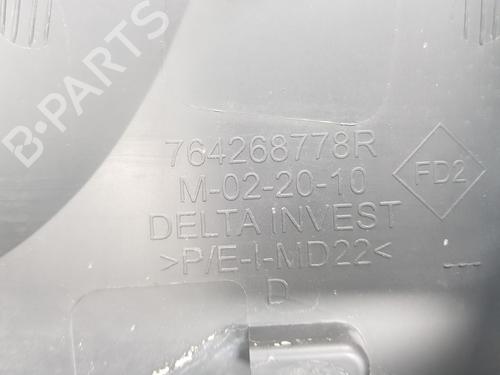 B-PARTS
764268778R
M-02-20-10
FD2
DELTA INVEST
>P/E-I-MD22<
D